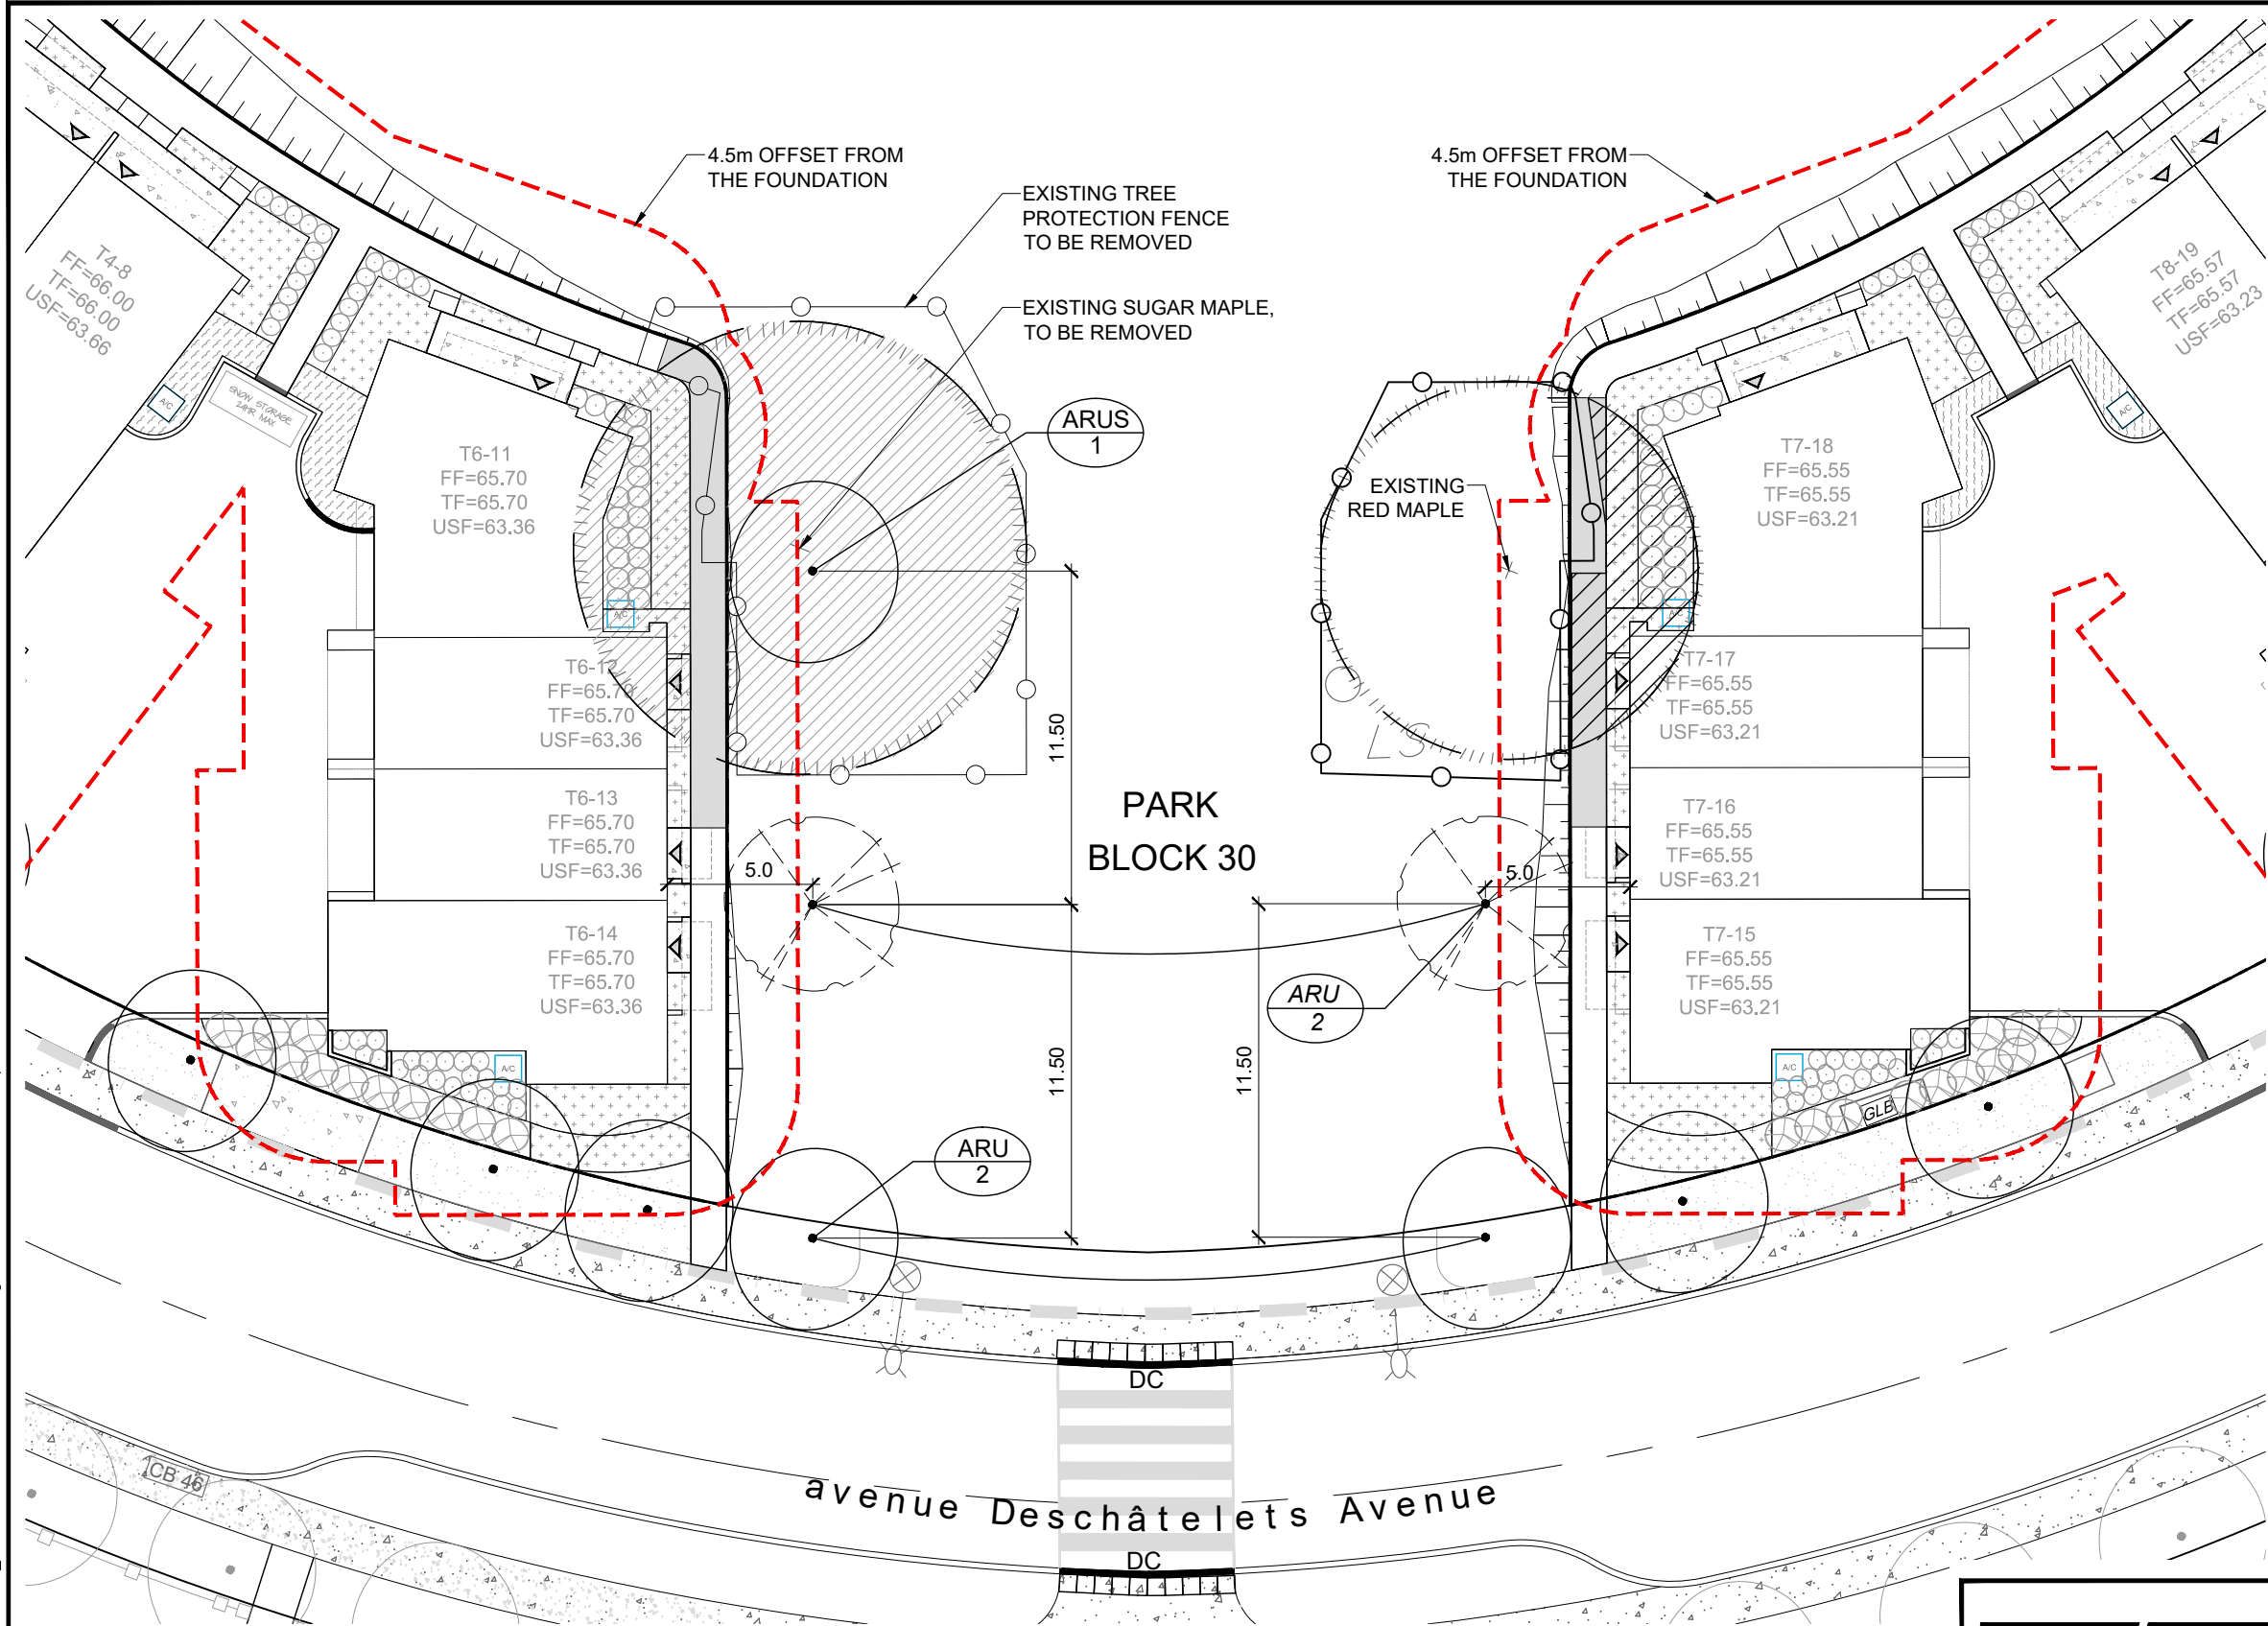 4.5m OFFSET FROM
THE FOUNDATION
4.5m OFFSET FROM
THE FOUNDATION
EXISTING TREE
PROTECTION FENCE
TO BE REMOVED
EXISTING SUGAR MAPLE,
TO BE REMOVED
T4-8
FF=66.00
TF=66.00
USF=63.66
T8-19
FF=65.57
TF=65.57
USF=63.23
A/C
SNOW STORAGE
24HR MAX
A/C
ARUS
1
T6-11
FF=65.70
TF=65.70
USF=63.36
EXISTING
RED MAPLE
T7-18
FF=65.55
TF=65.55
USF=63.21
A/C
A/C
T6-12
FF=65.70
TF=65.70
USF=63.36
11.50
LS
T7-17
FF=65.55
TF=65.55
USF=63.21
T6-13
FF=65.70
TF=65.70
USF=63.36
5.0
PARK
BLOCK 30
5.0
T7-16
FF=65.55
TF=65.55
USF=63.21
T6-14
FF=65.70
TF=65.70
USF=63.36
ARU
2
T7-15
FF=65.55
TF=65.55
USF=63.21
11.50
11.50
A/C
A/C
GLB
ARU
2
DC
CB 46
avenue Deschâtelets Avenue
DC